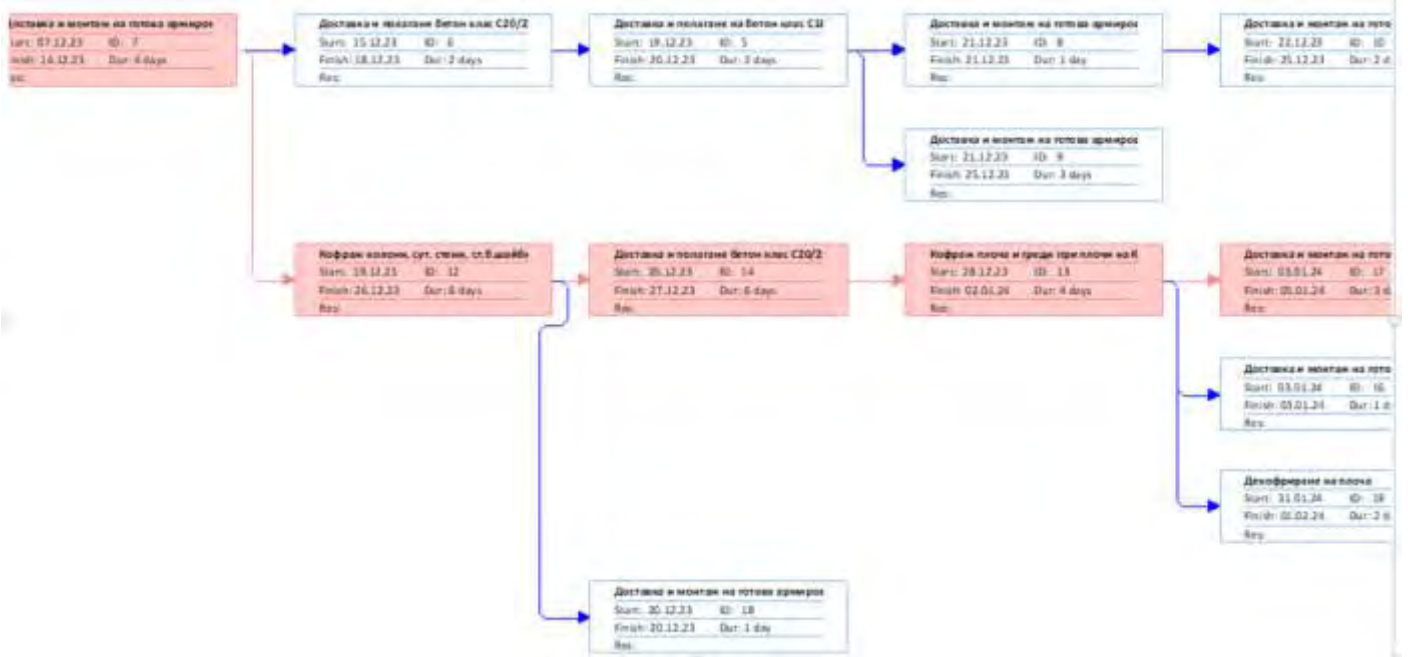 Доставка и монтаж на готова армиров
Start: 07.12.23 ID: 7
Finish: 14.12.23 Dur: 6 days
Res:
Доставка и полагане бетон клас C20/2
Start: 15.12.23 ID: 6
Finish: 18.12.23 Dur: 2 days
Res:
Доставка и полагане на бетон клас C1
Start: 19.12.23 ID: 5
Finish: 20.12.23 Dur: 2 days
Res:
Доставка и монтаж на готова армиров
Start: 21.12.23 ID: 8
Finish: 21.12.23 Dur: 1 day
Res:
Доставка и монтаж на гото
Start: 22.12.23 ID: 10
Finish: 25.12.23 Dur: 2 d
Res:
Доставка и монтаж на готова армиров
Start: 21.12.23 ID: 9
Finish: 25.12.23 Dur: 3 days
Res:
Кофраж колони, сут. стени, ст.б.шайби
Start: 19.12.23 ID: 12
Finish: 26.12.23 Dur: 6 days
Res:
Доставка и полагане бетон клас C20/2
Start: 20.12.23 ID: 14
Finish: 27.12.23 Dur: 6 days
Res:
Кофраж плоча и греди при плочи на К
Start: 28.12.23 ID: 13
Finish: 02.01.24 Dur: 4 days
Res:
Доставка и монтаж на гото
Start: 03.01.24 ID: 17
Finish: 05.01.24 Dur: 3 d
Res:
Доставка и монтаж на гото
Start: 03.01.24 ID: 16
Finish: 03.01.24 Dur: 1 d
Res:
Декофриране на плоча
Start: 31.01.24 ID:
Finish: 01.02.24 Dur: 2 d
Res:
Доставка и монтаж на готова армиров
Start: 20.12.23 ID: 18
Finish: 20.12.23 Dur: 1 day
Res: